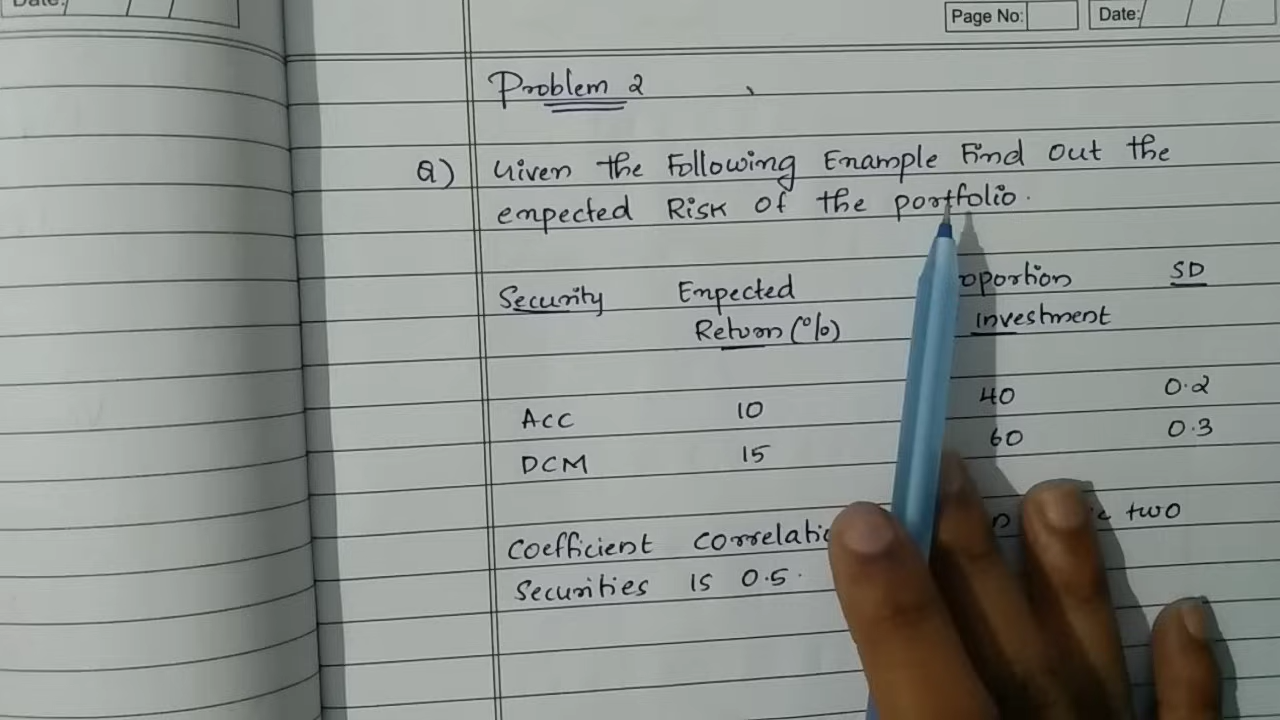 Page No: Date:
Problem 2
Q) Given the Following Example Find out the
expected Risk of the portfolio.
Security Expected oportion SD
Return (%) investment
Acc 10 40 0.2
DCM 15 60 0.3
Coefficient correlatio two
Securities is 0.5.